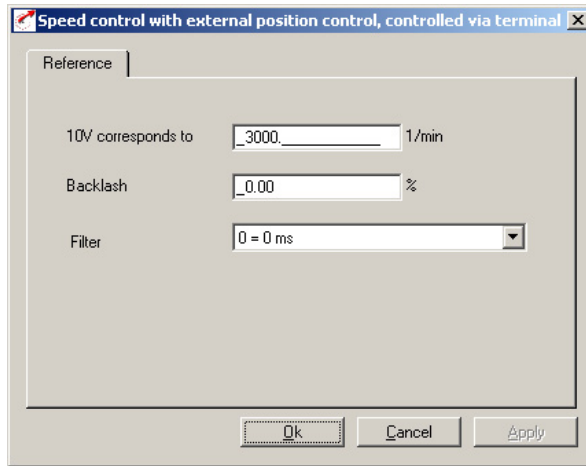 Speed control with external position control, controlled via terminal
Reference
10V corresponds to _3000.______________ 1/min
Backlash _0.00 %
Filter 0 = 0 ms
Ok Cancel Apply